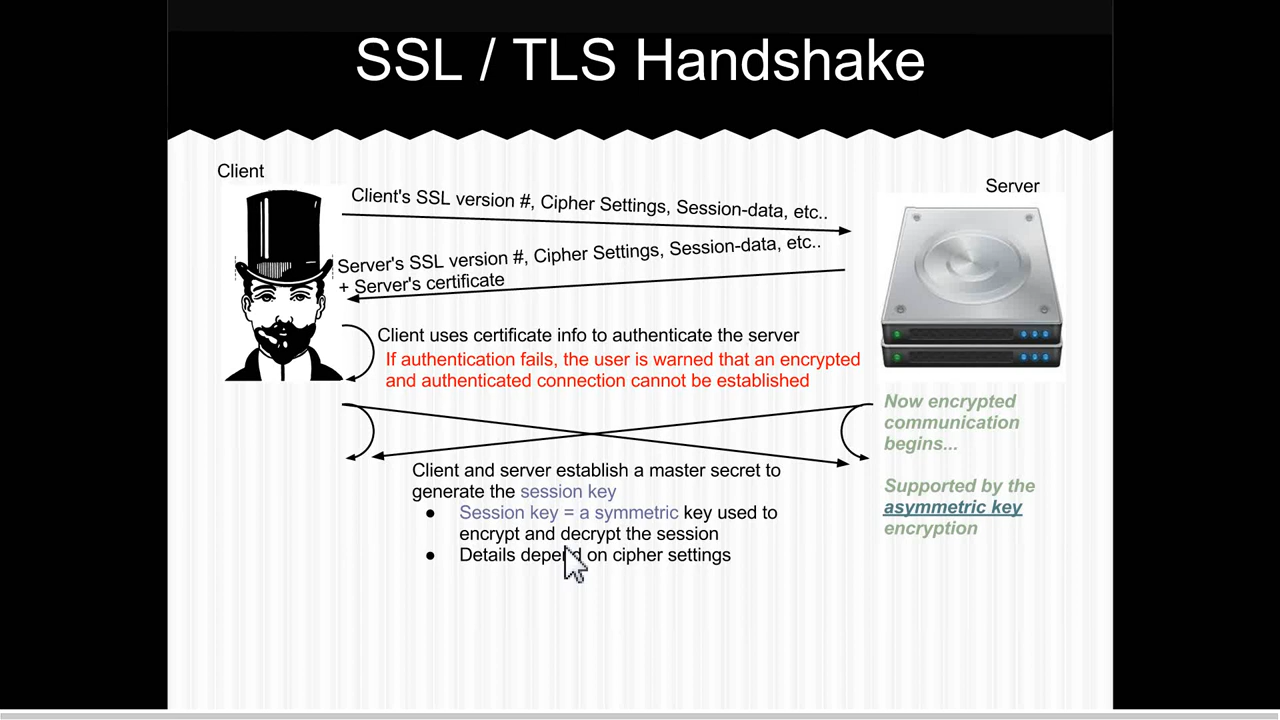 SSL / TLS Handshake
Client
Server
Client's SSL version #, Cipher Settings, Session-data, etc..
Server's SSL version #, Cipher Settings, Session-data, etc..
+ Server's certificate
Client uses certificate info to authenticate the server
If authentication fails, the user is warned that an encrypted
and authenticated connection cannot be established
Now encrypted
communication
begins...
Supported by the
asymmetric key
encryption
Client and server establish a master secret to
generate the session key
● Session key = a symmetric key used to
encrypt and decrypt the session
● Details depend on cipher settings